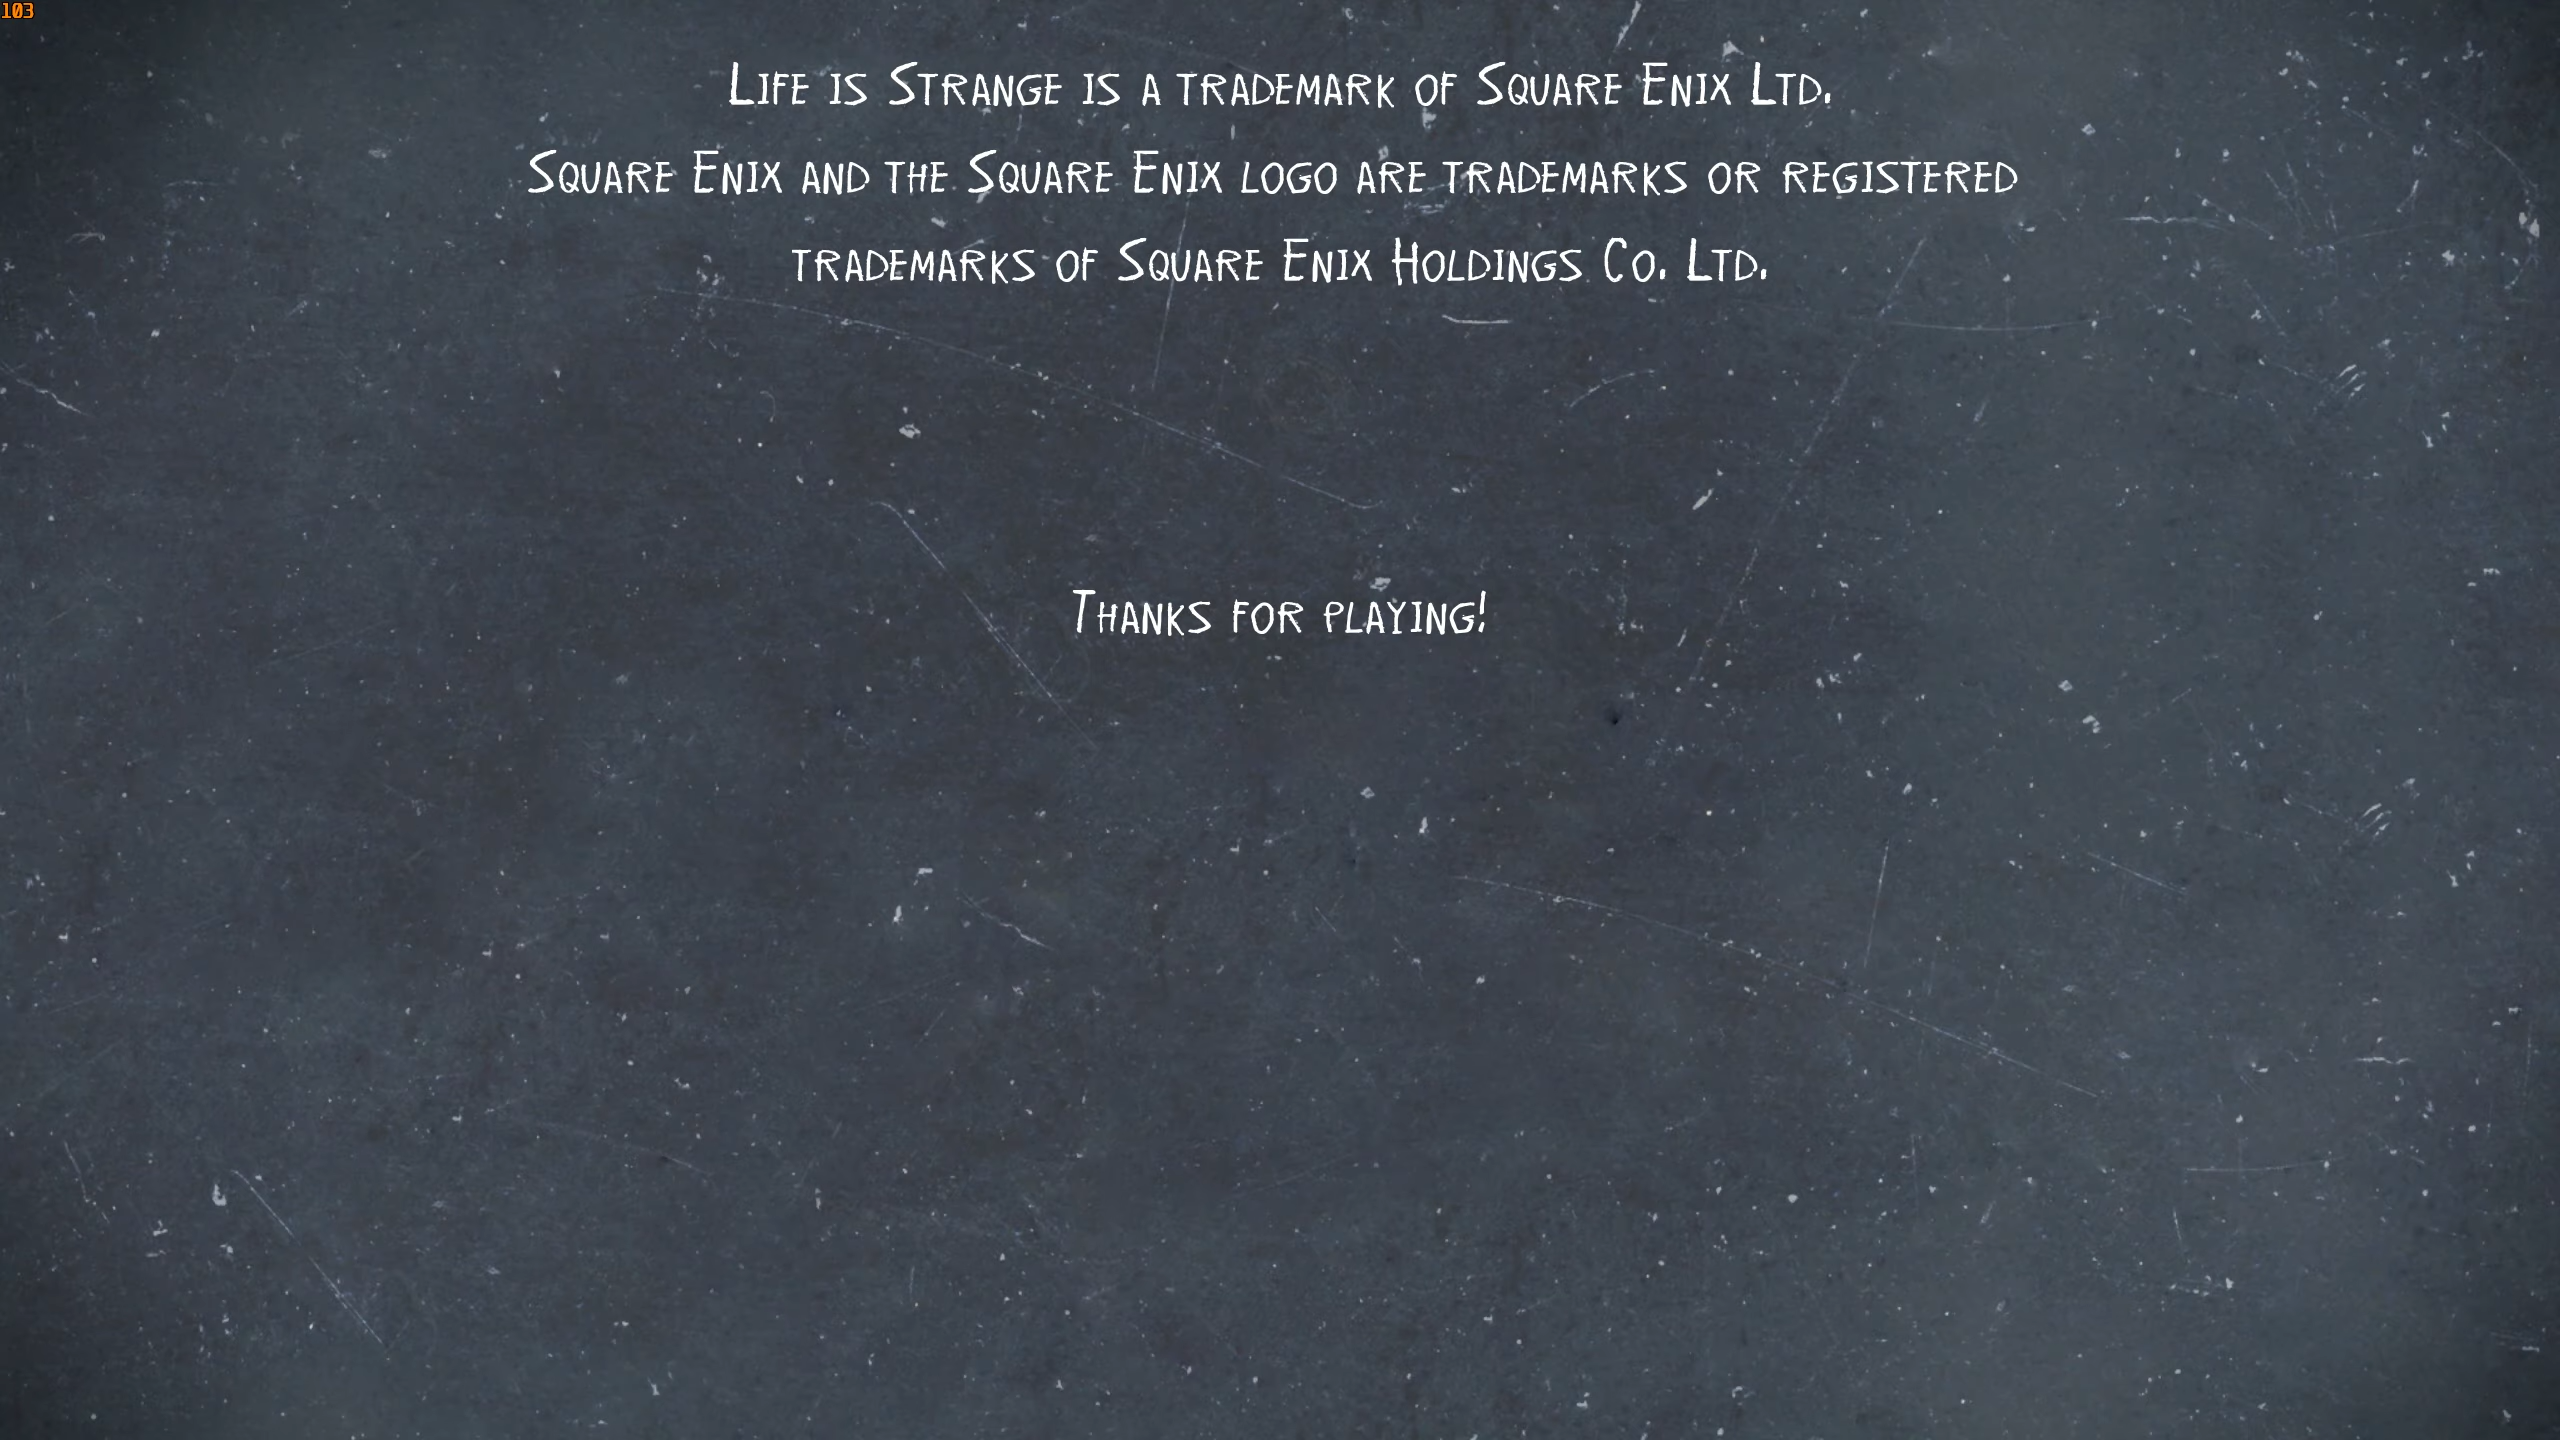 103
Life is Strange is a trademark of Square Enix Ltd.
Square Enix and the Square Enix logo are trademarks or registered
trademarks of Square Enix Holdings Co. Ltd.
Thanks for playing!